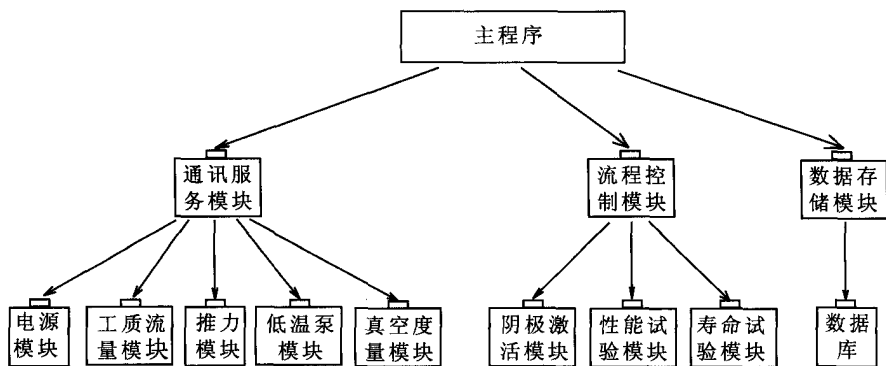 主程序
通讯服
务模块
流程控
制模块
数据存
储模块
电源
模块
工质流
量模块
推力
模块
低温泵
模块
真空度
量模块
阴极激
活模块
性能试
验模块
寿命试
验模块
数据
库